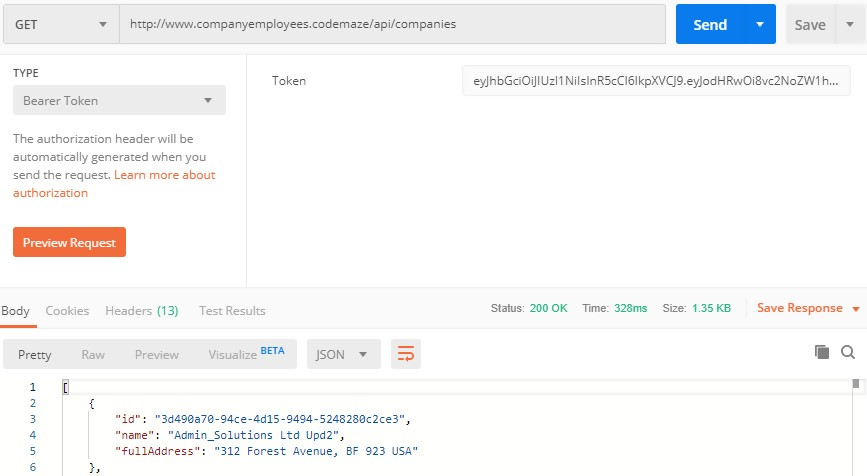 GET
http://www.companyemployees.codemaze/api/companies
Send
Save
TYPE
Bearer Token
The authorization header will be
automatically generated when you
send the request. Learn more about
authorization
Preview Request
Token
eyJhbGciOiJIUzI1NiIsInR5cCI6IkpXVCJ9.eyJodHRwOi8vc2NoZW1h...
Body
Cookies
Headers (13)
Test Results
Status: 200 OK
Time: 328ms
Size: 1.35 KB
Save Response
Pretty
Raw
Preview
Visualize BETA
JSON
1 [
2 {
3 "id": "3d490a70-94ce-4d15-9494-5248280c2ce3",
4 "name": "Admin_Solutions Ltd Upd2",
5 "fullAddress": "312 Forest Avenue, BF 923 USA"
6 },